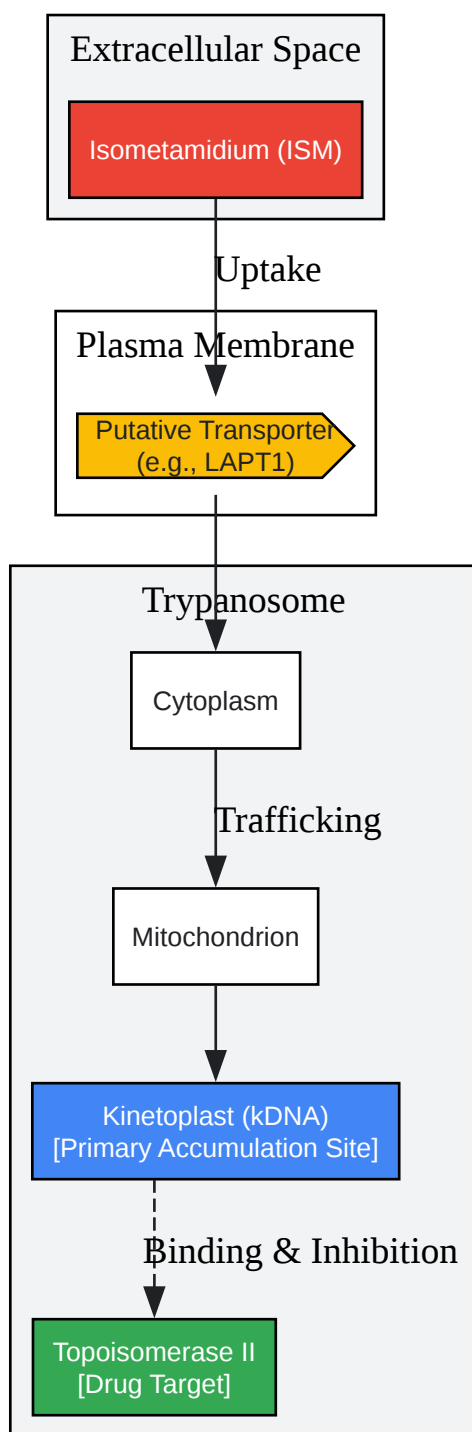 Extracellular Space
Isometamidium (ISM)
Uptake
Plasma Membrane
Putative Transporter
(e.g., LAPT1)
Trypanosome
Cytoplasm
Trafficking
Mitochondrion
Kinetoplast (kDNA)
[Primary Accumulation Site]
Binding & Inhibition
Topoisomerase II
[Drug Target]